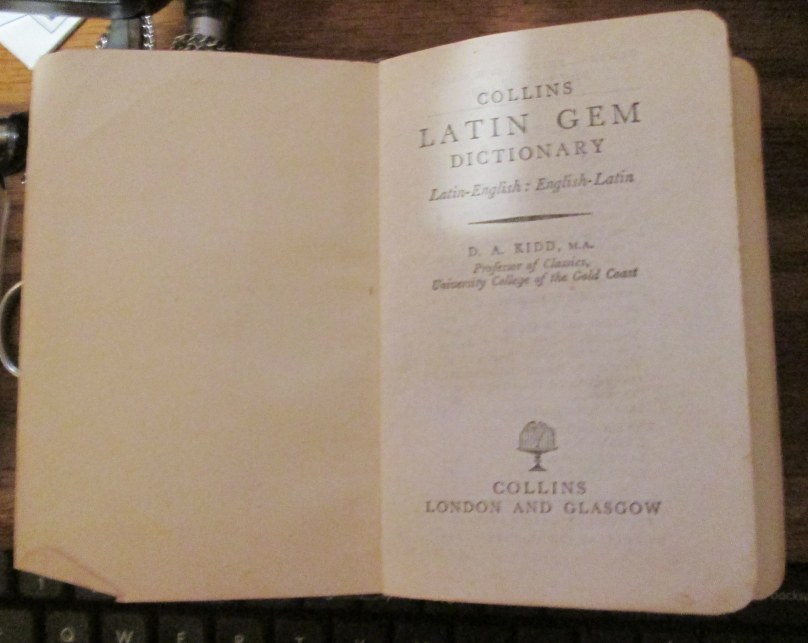 COLLINS
LATIN GEM
DICTIONARY
Latin-English : English-Latin
D. A. KIDD, M.A.
Professor of Classics,
University College of the Gold Coast
COLLINS
LONDON AND GLASGOW
Q W E R T